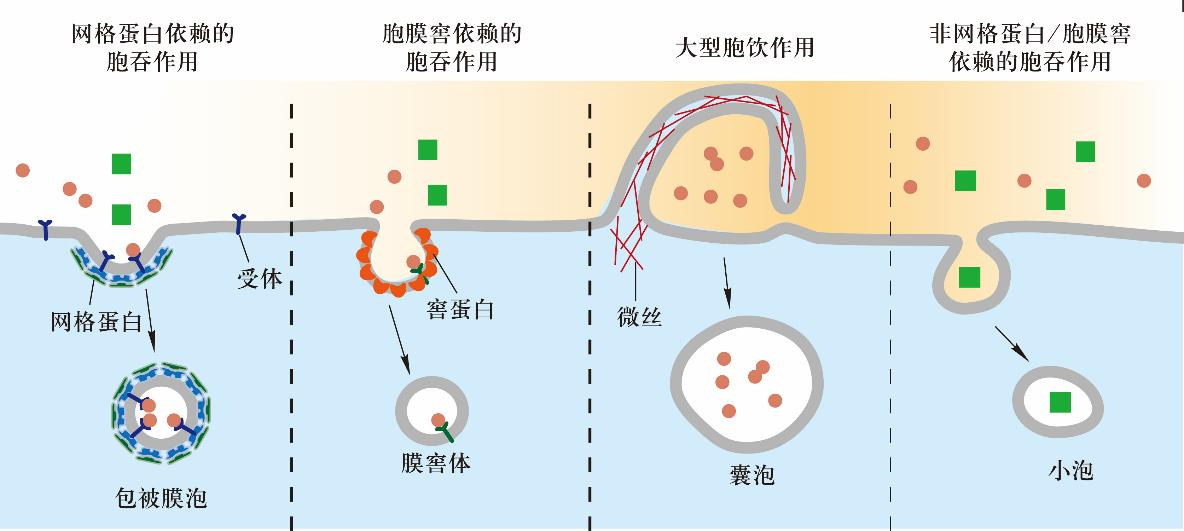 网格蛋白依赖的
胞吞作用
胞膜窖依赖的
胞吞作用
大型胞饮作用
非网格蛋白/胞膜窖
依赖的胞吞作用
受体
网格蛋白
窖蛋白
微丝
包被膜泡
膜窖体
囊泡
小泡